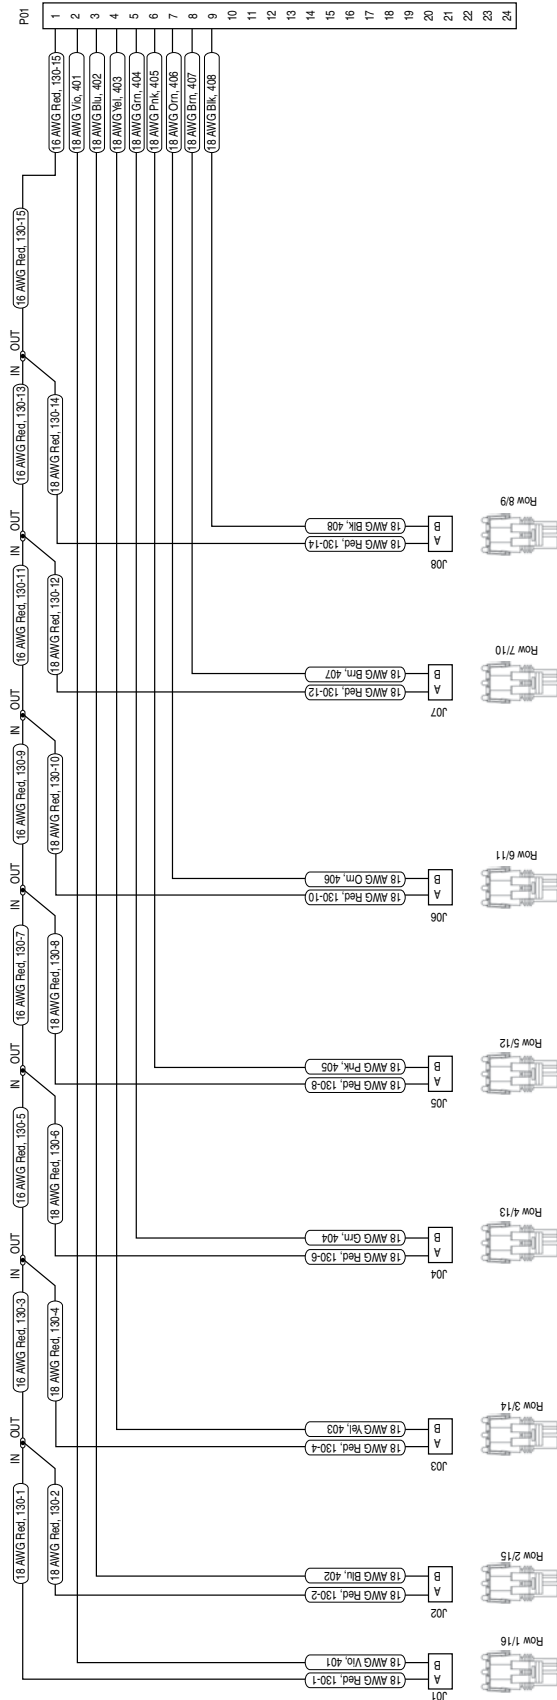 P01
1
2
3
4
5
6
7
8
9
10
11
12
13
14
15
16
17
18
19
20
21
22
23
24
16 AWG Red, 130-15
18 AWG Vio, 401
18 AWG Blu, 402
18 AWG Yel, 403
18 AWG Grn, 404
18 AWG Pnk, 405
18 AWG Orn, 406
18 AWG Brn, 407
18 AWG Blk, 408
16 AWG Red, 130-15
IN OUT
16 AWG Red, 130-13
18 AWG Red, 130-14
IN OUT
16 AWG Red, 130-11
18 AWG Red, 130-12
IN OUT
16 AWG Red, 130-9
18 AWG Red, 130-10
IN OUT
16 AWG Red, 130-7
18 AWG Red, 130-8
IN OUT
16 AWG Red, 130-5
18 AWG Red, 130-6
IN OUT
16 AWG Red, 130-3
18 AWG Red, 130-4
IN OUT
18 AWG Red, 130-1
18 AWG Red, 130-2
18 AWG Blk, 408
18 AWG Red, 130-14
B
A
J08
Row 8/9
18 AWG Brn, 407
18 AWG Red, 130-12
B
A
J07
Row 7/10
18 AWG Orn, 406
18 AWG Red, 130-10
B
A
J06
Row 6/11
18 AWG Pnk, 405
18 AWG Red, 130-8
B
A
J05
Row 5/12
18 AWG Grn, 404
18 AWG Red, 130-6
B
A
J04
Row 4/13
18 AWG Yel, 403
18 AWG Red, 130-4
B
A
J03
Row 3/14
18 AWG Blu, 402
18 AWG Red, 130-2
B
A
J02
Row 2/15
18 AWG Vio, 401
18 AWG Red, 130-1
B
A
J01
Row 1/16